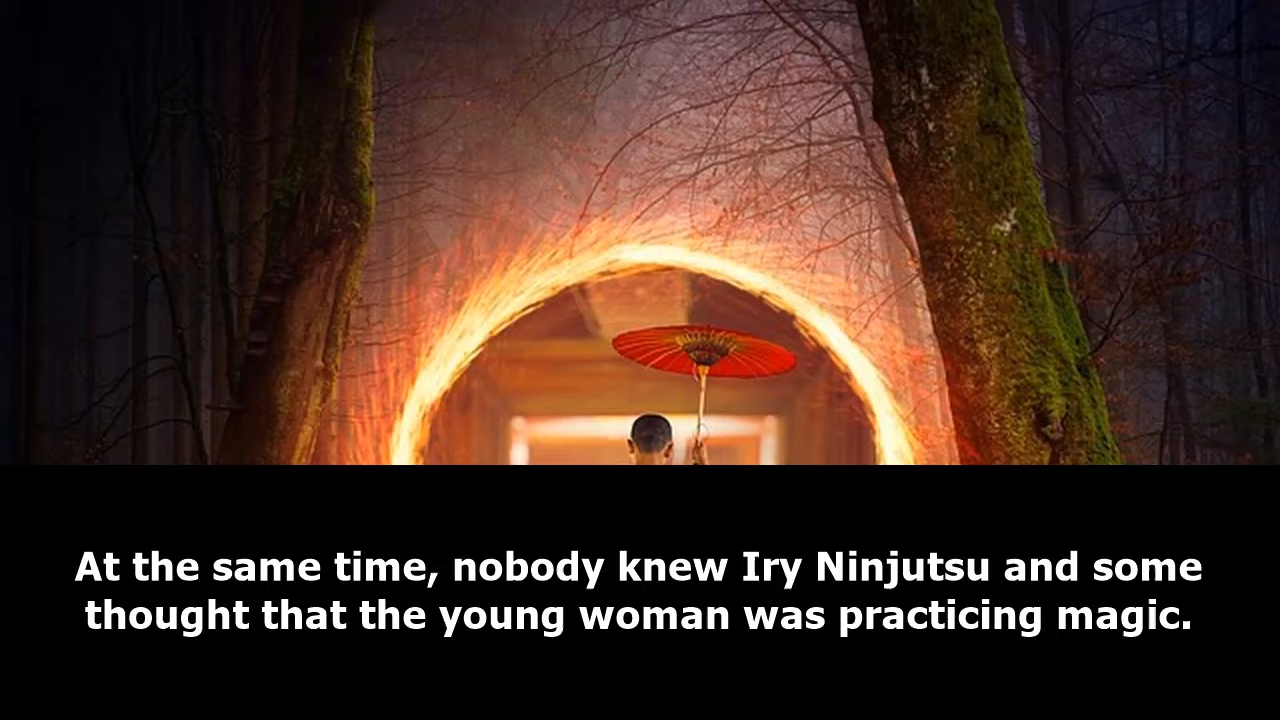 At the same time, nobody knew Iry Ninjutsu and some
thought that the young woman was practicing magic.